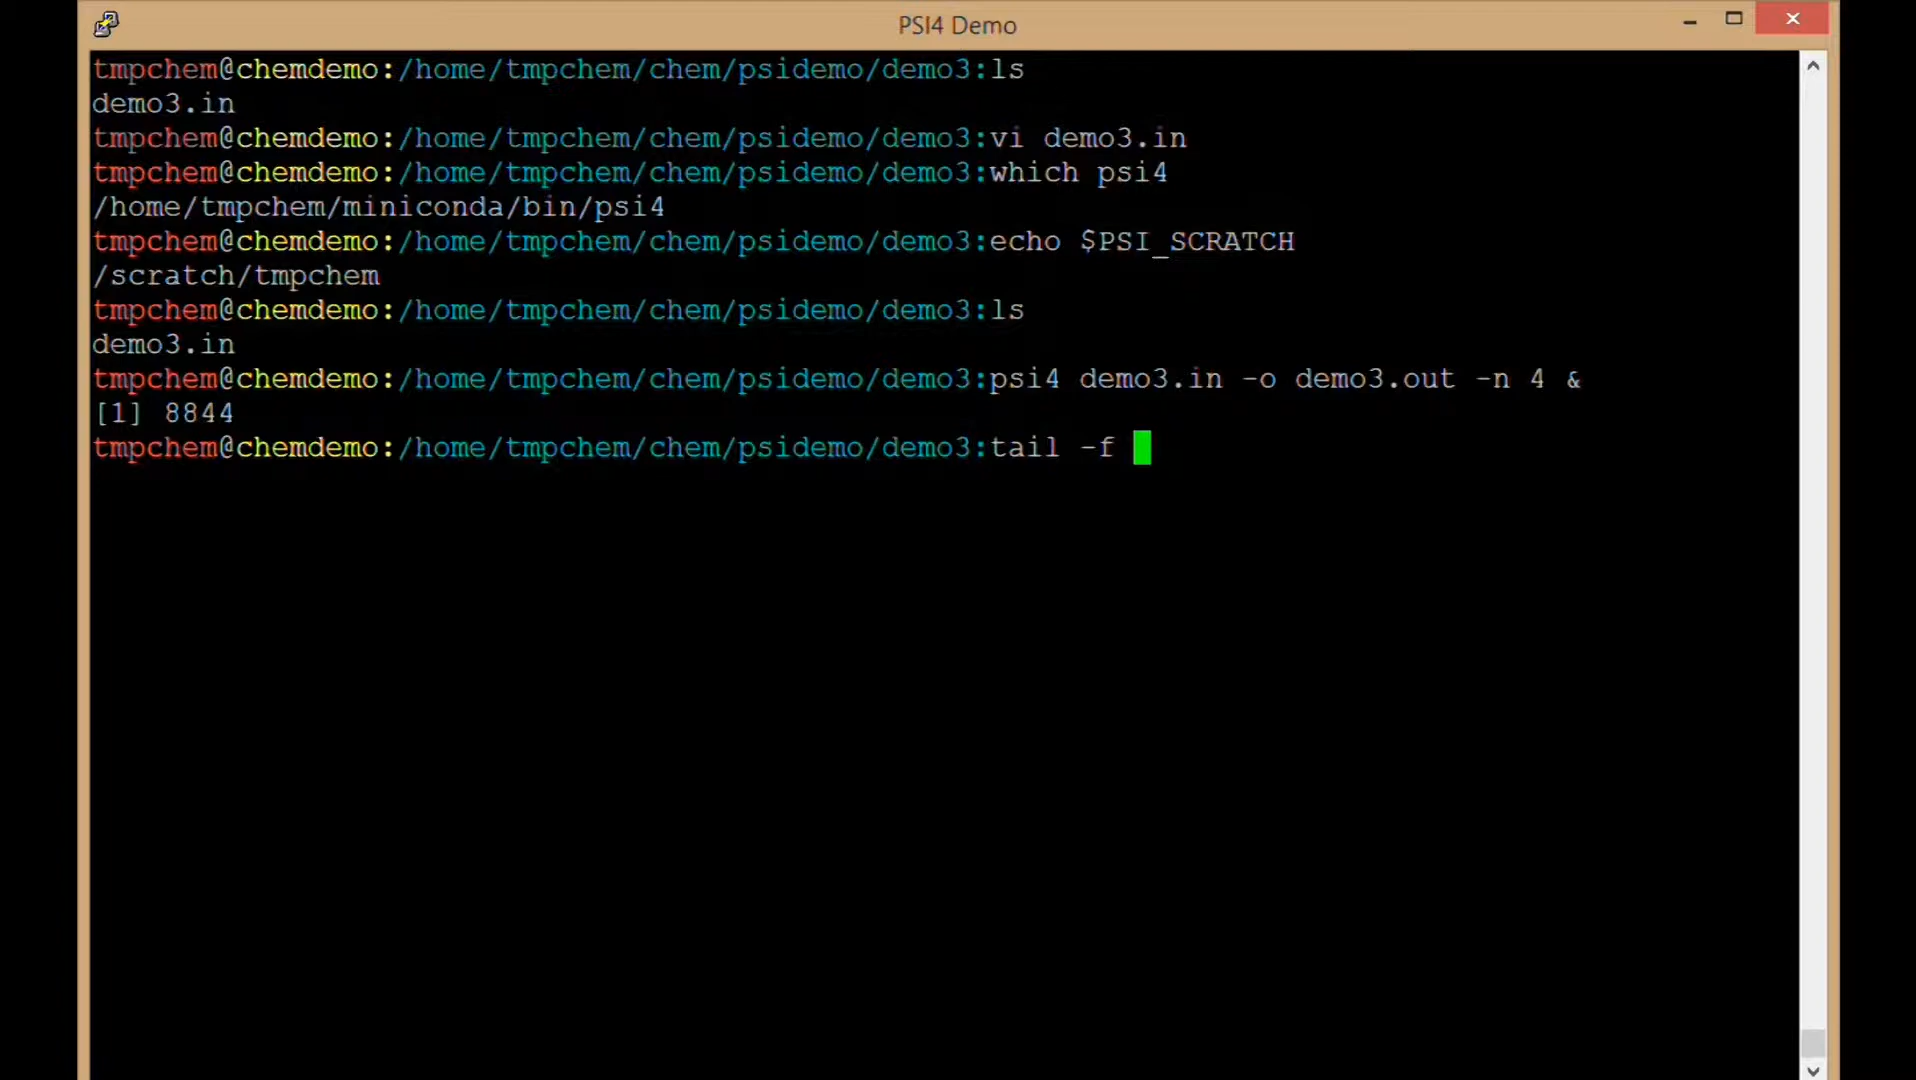 PSI4 Demo
tmpchem@chemdemo:/home/tmpchem/chem/psidemo/demo3:ls
demo3.in
tmpchem@chemdemo:/home/tmpchem/chem/psidemo/demo3:vi demo3.in
tmpchem@chemdemo:/home/tmpchem/chem/psidemo/demo3:which psi4
/home/tmpchem/miniconda/bin/psi4
tmpchem@chemdemo:/home/tmpchem/chem/psidemo/demo3:echo $PSI_SCRATCH
/scratch/tmpchem
tmpchem@chemdemo:/home/tmpchem/chem/psidemo/demo3:ls
demo3.in
tmpchem@chemdemo:/home/tmpchem/chem/psidemo/demo3:psi4 demo3.in -o demo3.out -n 4 &
[1] 8844
tmpchem@chemdemo:/home/tmpchem/chem/psidemo/demo3:tail -f